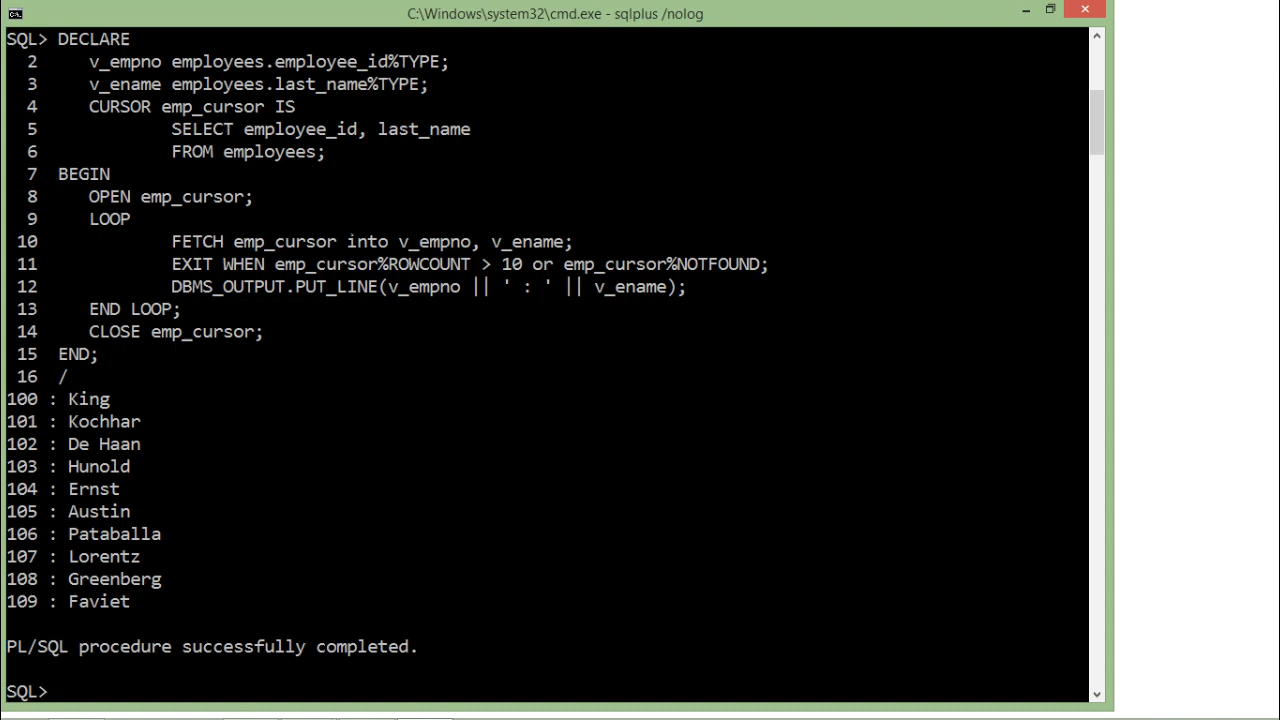 C:\Windows\system32\cmd.exe - sqlplus /nolog
SQL> DECLARE
  2     v_empno employees.employee_id%TYPE;
  3     v_ename employees.last_name%TYPE;
  4     CURSOR emp_cursor IS
  5             SELECT employee_id, last_name
  6             FROM employees;
  7  BEGIN
  8     OPEN emp_cursor;
  9     LOOP
 10             FETCH emp_cursor into v_empno, v_ename;
 11             EXIT WHEN emp_cursor%ROWCOUNT > 10 or emp_cursor%NOTFOUND;
 12             DBMS_OUTPUT.PUT_LINE(v_empno || ' : ' || v_ename);
 13     END LOOP;
 14     CLOSE emp_cursor;
 15  END;
 16  /
100 : King
101 : Kochhar
102 : De Haan
103 : Hunold
104 : Ernst
105 : Austin
106 : Pataballa
107 : Lorentz
108 : Greenberg
109 : Faviet
PL/SQL procedure successfully completed.
SQL>